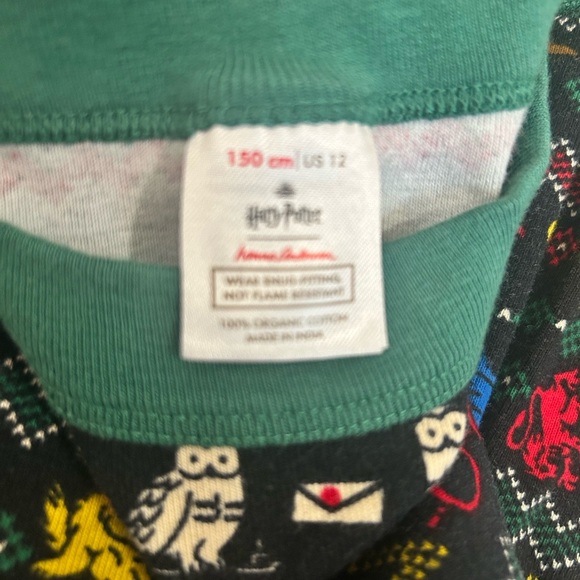 150 cm | US 12
Harry Potter
Hanna Andersson
WEAR SNUG-FITTING,
NOT FLAME RESISTANT
100% ORGANIC COTTON
MADE IN INDIA